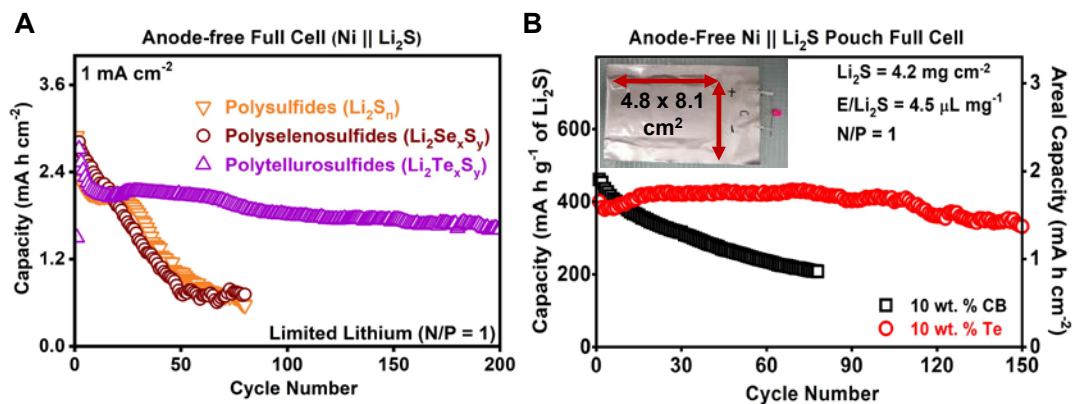 A
Anode-free Full Cell (Ni || Li₂S)
1 mA cm⁻²
Polysulfides (Li₂Sₙ)
Polyselenosulfides (Li₂SeₓSᵧ)
Polytellurosulfides (Li₂TeₓSᵧ)
Limited Lithium (N/P = 1)
Capacity (mA h cm⁻²)
3.6
2.4
1.2
0.0
0
50
100
150
200
Cycle Number
B
Anode-Free Ni || Li₂S Pouch Full Cell
4.8 x 8.1
cm²
+
C
-
Li₂S = 4.2 mg cm⁻²
E/Li₂S = 4.5 μL mg⁻¹
N/P = 1
10 wt. % CB
10 wt. % Te
Capacity (mA h g⁻¹ of Li₂S)
600
400
200
0
Areal Capacity (mA h cm⁻²)
3
2
1
0
0
30
60
90
120
150
Cycle Number